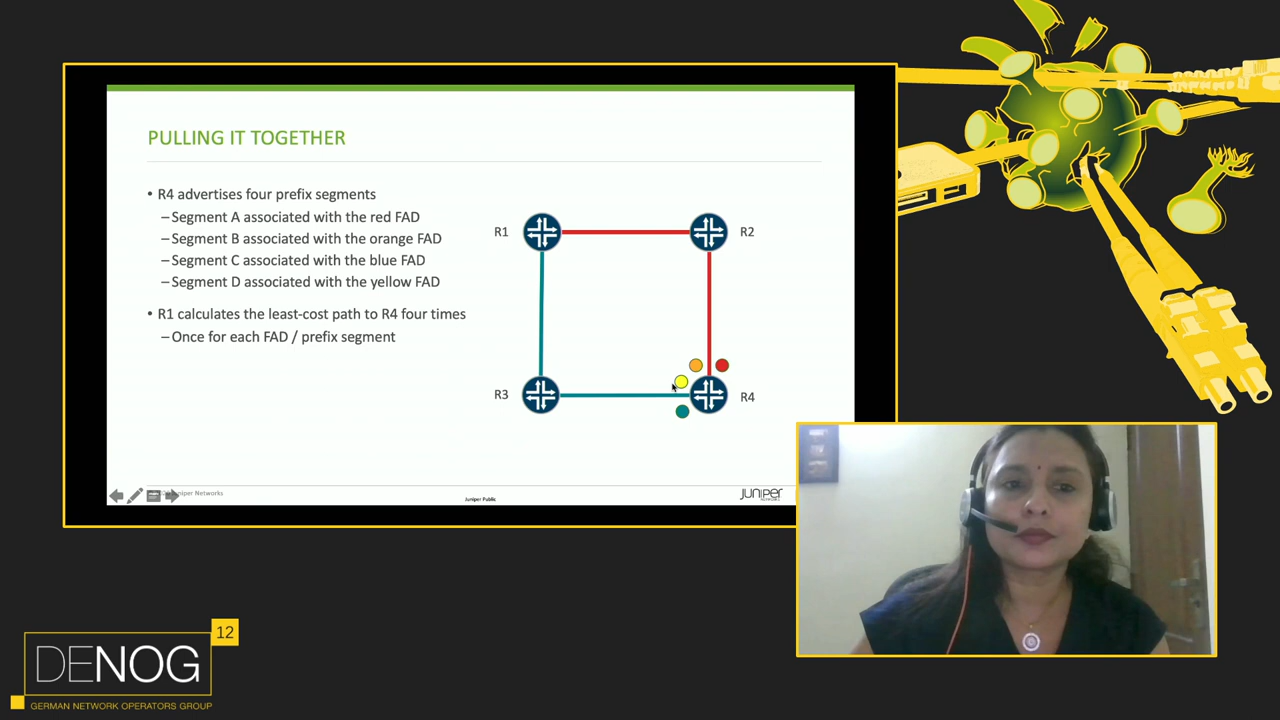 PULLING IT TOGETHER
• R4 advertises four prefix segments
–Segment A associated with the red FAD
–Segment B associated with the orange FAD
–Segment C associated with the blue FAD
–Segment D associated with the yellow FAD
• R1 calculates the least-cost path to R4 four times
–Once for each FAD / prefix segment
R1
R2
R3
R4
Juniper Networks
Juniper Public
JUNIPER
NETWORKS
12
DENOG
GERMAN NETWORK OPERATORS GROUP